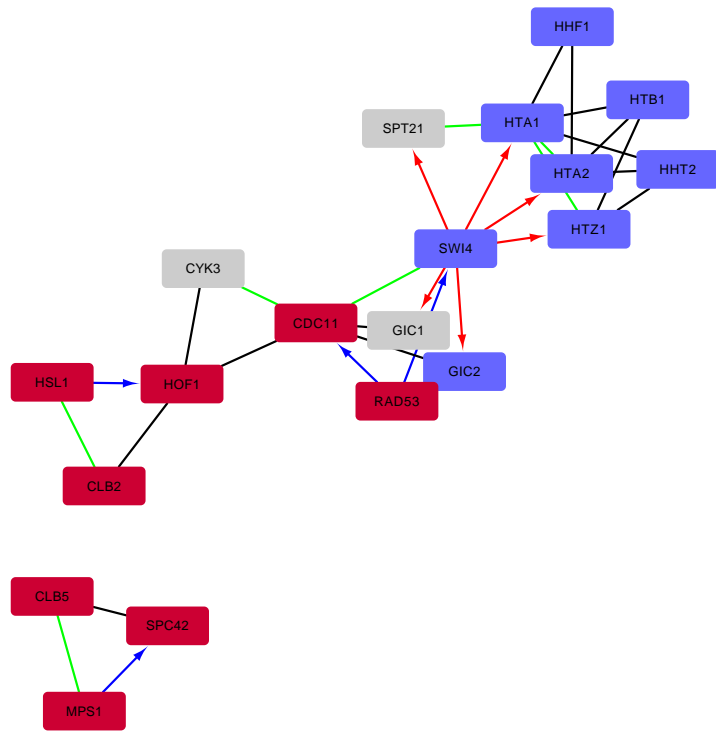 HHF1
HTB1
SPT21
HTA1
HHT2
HTA2
HTZ1
SWI4
CYK3
CDC11
GIC1
GIC2
HSL1
HOF1
RAD53
CLB2
CLB5
SPC42
MPS1